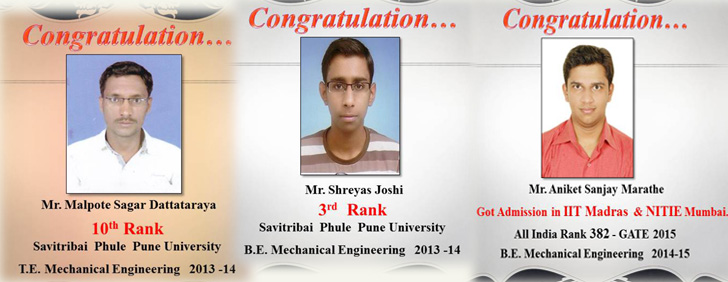 Congratulation...
Mr. Malpote Sagar Dattataraya
10th Rank
Savitribai Phule Pune University
T.E. Mechanical Engineering 2013 -14
Congratulation...
Mr. Shreyas Joshi
3rd Rank
Savitribai Phule Pune University
B.E. Mechanical Engineering 2013 -14
Congratulation...
Mr. Aniket Sanjay Marathe
Got Admission in IIT Madras & NITIE Mumbai.
All India Rank 382 - GATE 2015
B.E. Mechanical Engineering 2014-15